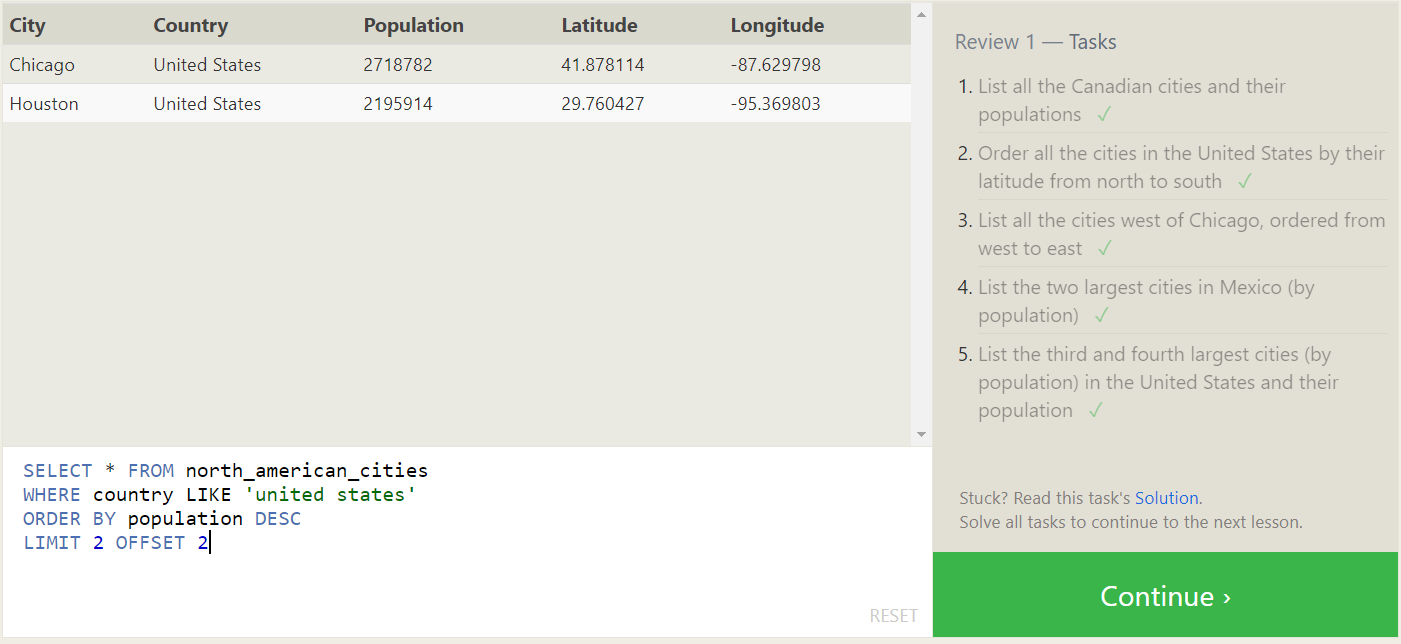 City Country Population Latitude Longitude
Chicago United States 2718782 41.878114 -87.629798
Houston United States 2195914 29.760427 -95.369803
SELECT * FROM north_american_cities
WHERE country LIKE 'united states'
ORDER BY population DESC
LIMIT 2 OFFSET 2
RESET
Review 1 — Tasks
1. List all the Canadian cities and their
populations ✓
2. Order all the cities in the United States by their
latitude from north to south ✓
3. List all the cities west of Chicago, ordered from
west to east ✓
4. List the two largest cities in Mexico (by
population) ✓
5. List the third and fourth largest cities (by
population) in the United States and their
population ✓
Stuck? Read this task's Solution.
Solve all tasks to continue to the next lesson.
Continue ›